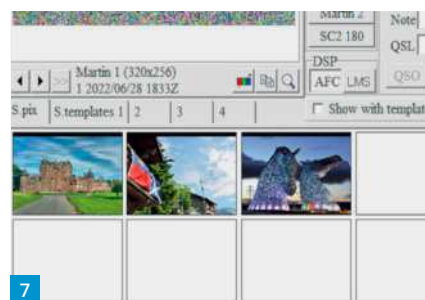 Martin 2
Note
SC2 180
QSL
DSP
AFC LMS
QSO
>>
Martin 1 (320x256)
1 2022/06/28 1833Z
S.pix S.templates 1 2 3 4
Show with templat
7